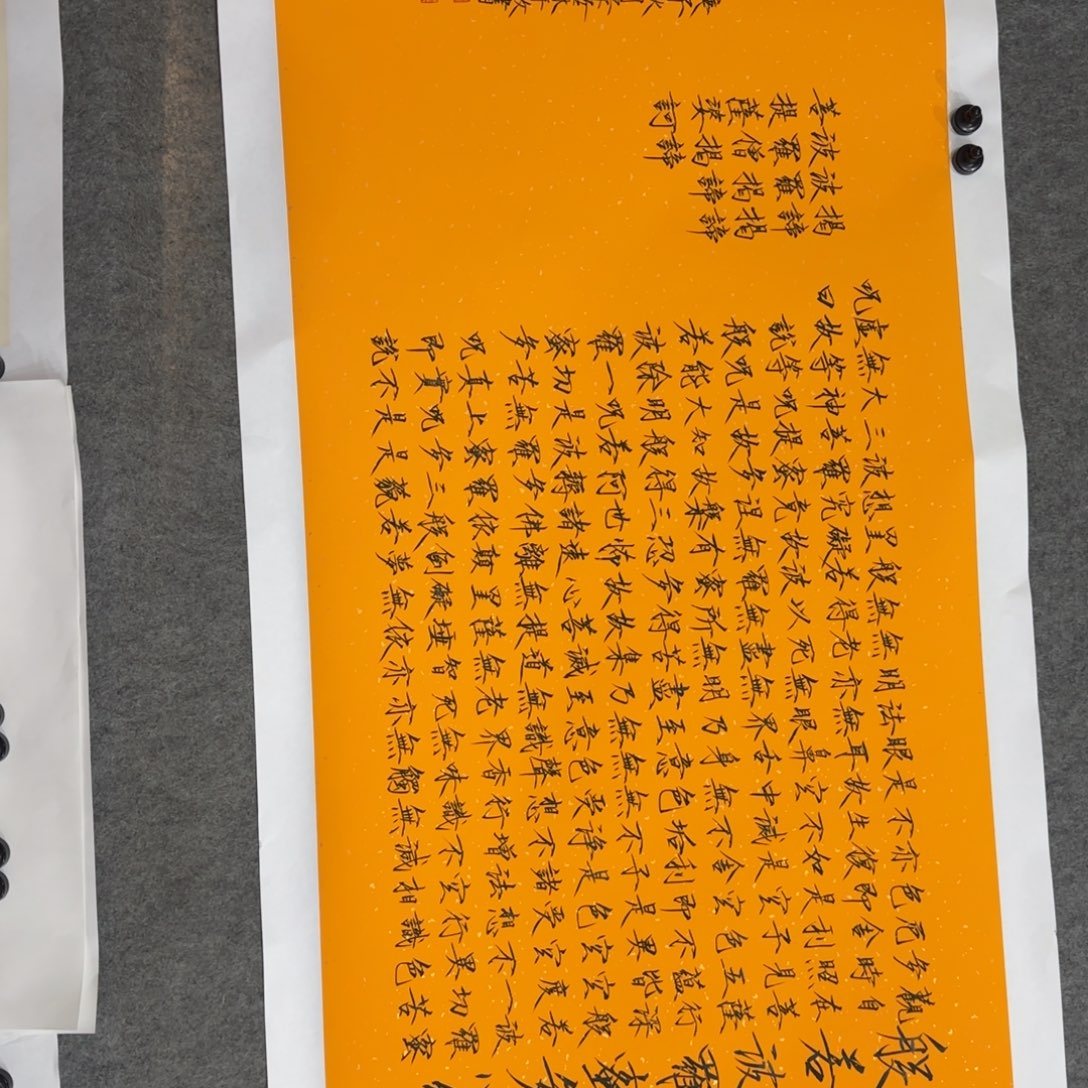 般若波羅
觀自在菩薩行深般若波羅蜜
多時照見五蘊皆空度一切苦
厄舍利子色不異空空不異色
色即是空空即是色受想行識
亦復如是舍利子是諸法空相
不生不滅不垢不淨不增不減
是故空中無色無受想行識無
眼耳鼻舌身意無色聲香味觸
法無眼界乃至無意識界無無
明亦無無明盡乃至無老死亦
無老死盡無苦集滅道無智亦
無得以無所得故菩提薩埵依
般若波羅蜜多故心無罣礙無
罣礙故無有恐怖遠離顛倒夢
想究竟涅槃三世諸佛依般若
波羅蜜多故得阿耨多羅三藐
三菩提故知般若波羅蜜多是
大神呪是大明呪是無上呪是
無等等呪能除一切苦真實不
虛故說般若波羅蜜多呪即說
呪曰
揭諦揭諦
波羅揭諦
波羅僧揭諦
菩提薩婆訶